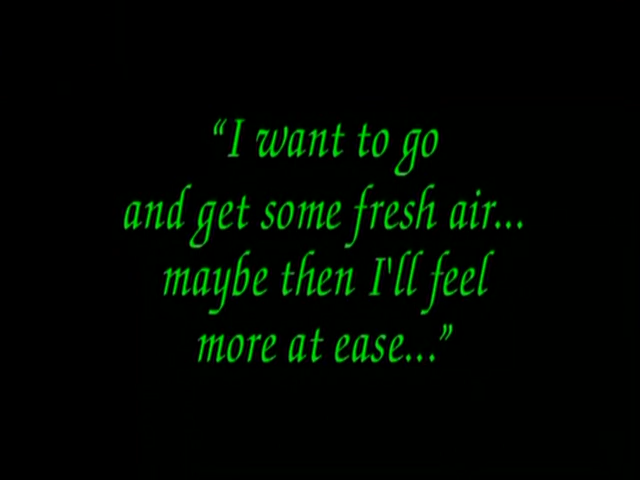 “I want to go
and get some fresh air...
maybe then I'll feel
more at ease...”